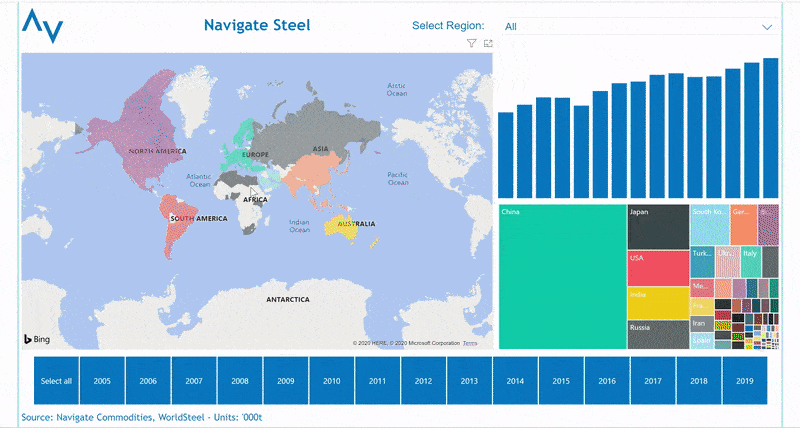 Navigate Steel
Select Region:
All
Arctic
Ocean
NORTH AMERICA
EUROPE
ASIA
Atlantic
Ocean
Pacific
Ocean
AFRICA
SOUTH AMERICA
Indian
Ocean
AUSTRALIA
ANTARCTICA
Bing
© 2020 HERE, © 2020 Microsoft Corporation Terms
China
Japan
South Ko...
Ger...
USA
Turk...
Ukr...
Italy
India
Me...
Russia
Iran
Spain
Select all
2005
2006
2007
2008
2009
2010
2011
2012
2013
2014
2015
2016
2017
2018
2019
Source: Navigate Commodities, WorldSteel - Units: '000t